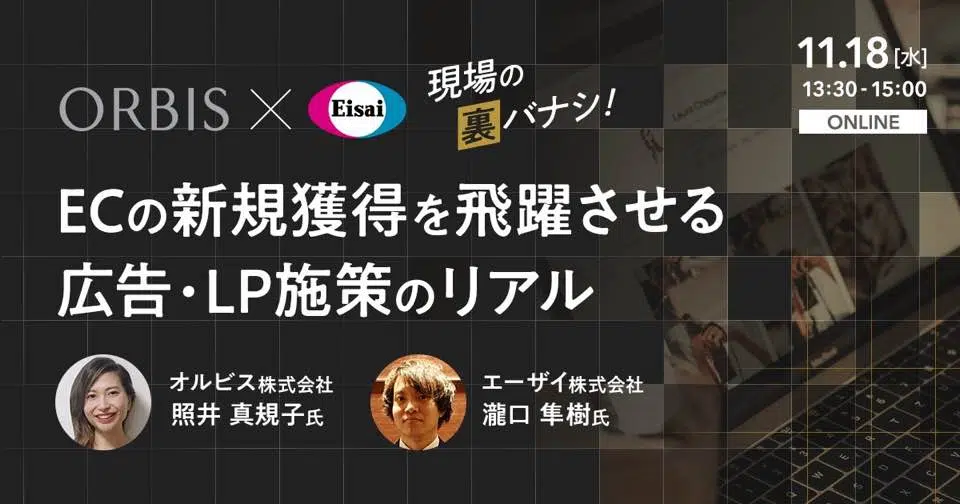 ORBIS × Eisai 現場の裏バナシ!
11.18[水]
13:30-15:00
ONLINE
ECの新規獲得を飛躍させる
広告・LP施策のリアル
オルビス株式会社
照井 真規子氏
エーザイ株式会社
瀧口 隼樹氏